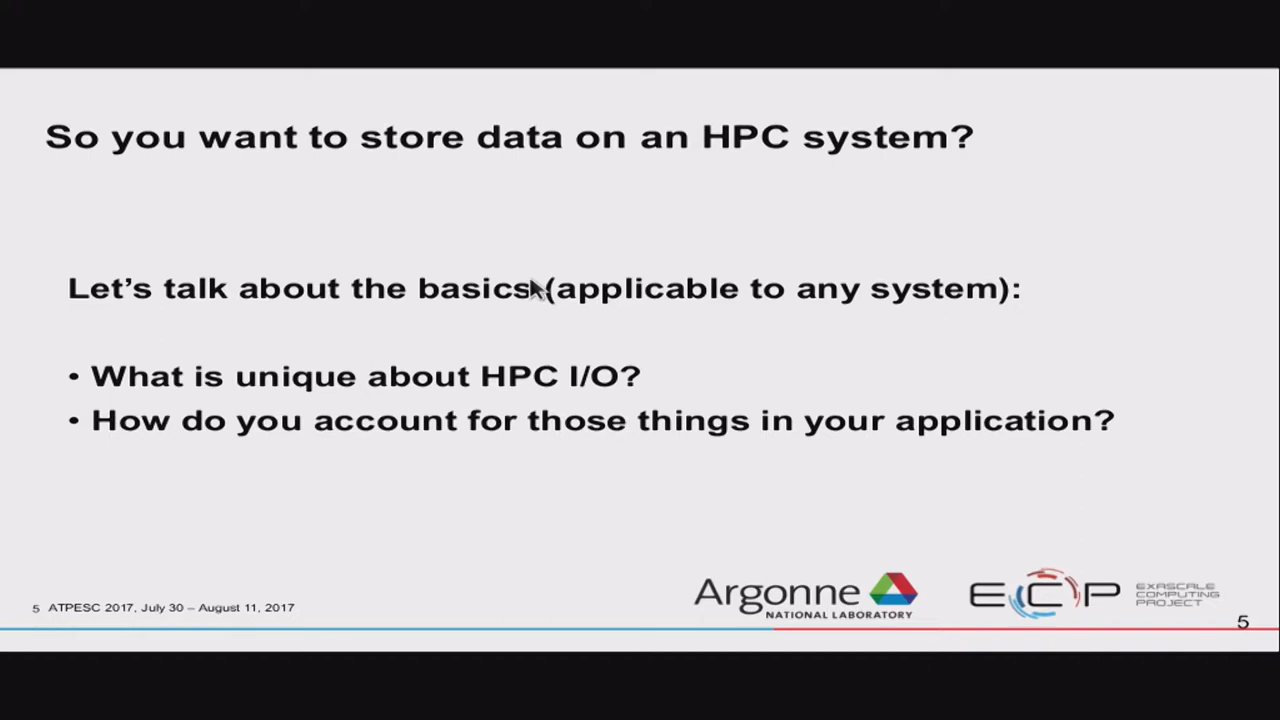 So you want to store data on an HPC system?
Let's talk about the basics (applicable to any system):
• What is unique about HPC I/O?
• How do you account for those things in your application?
5 ATPESC 2017, July 30 – August 11, 2017
Argonne
NATIONAL LABORATORY
ECP
EXASCALE
COMPUTING
PROJECT
5